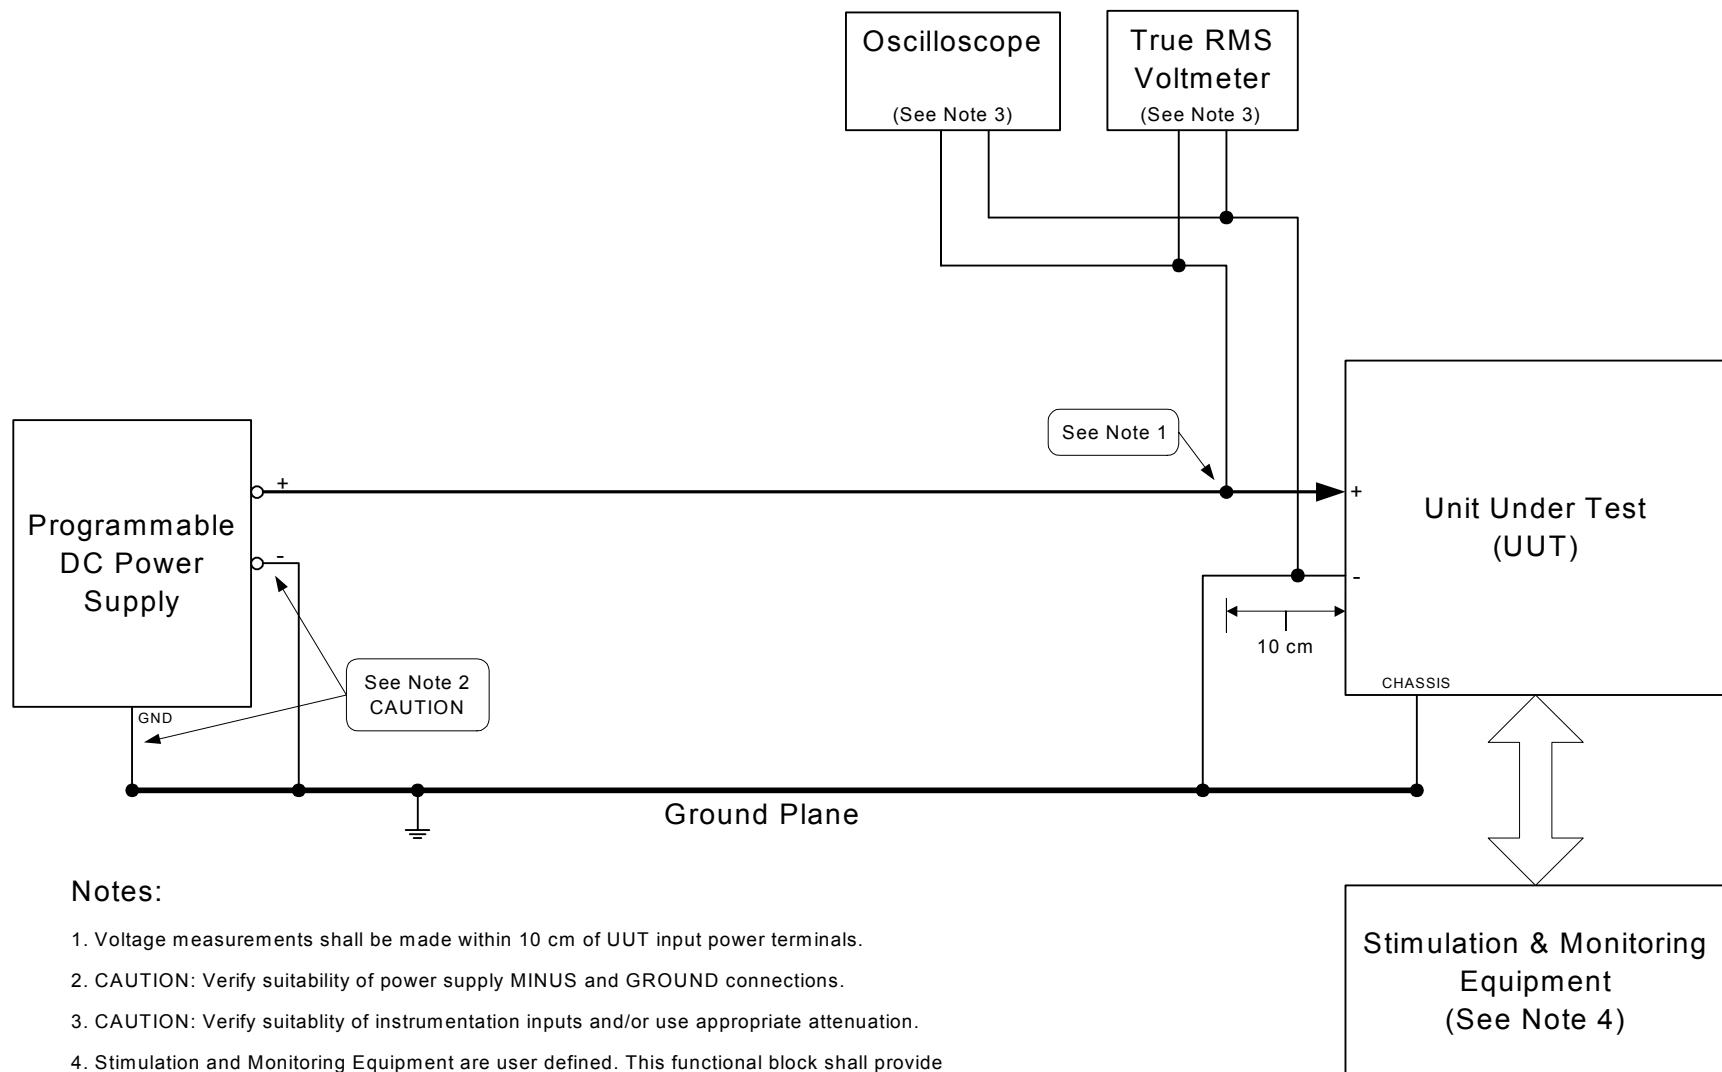 Oscilloscope
(See Note 3)
True RMS
Voltmeter
(See Note 3)
See Note 1
Programmable
DC Power
Supply
+
-
GND
See Note 2
CAUTION
+
-
Unit Under Test
(UUT)
10 cm
CHASSIS
Ground Plane
Stimulation & Monitoring
Equipment
(See Note 4)
Notes:
1. Voltage measurements shall be made within 10 cm of UUT input power terminals.
2. CAUTION: Verify suitability of power supply MINUS and GROUND connections.
3. CAUTION: Verify suitablity of instrumentation inputs and/or use appropriate attenuation.
4. Stimulation and Monitoring Equipment are user defined. This functional block shall provide